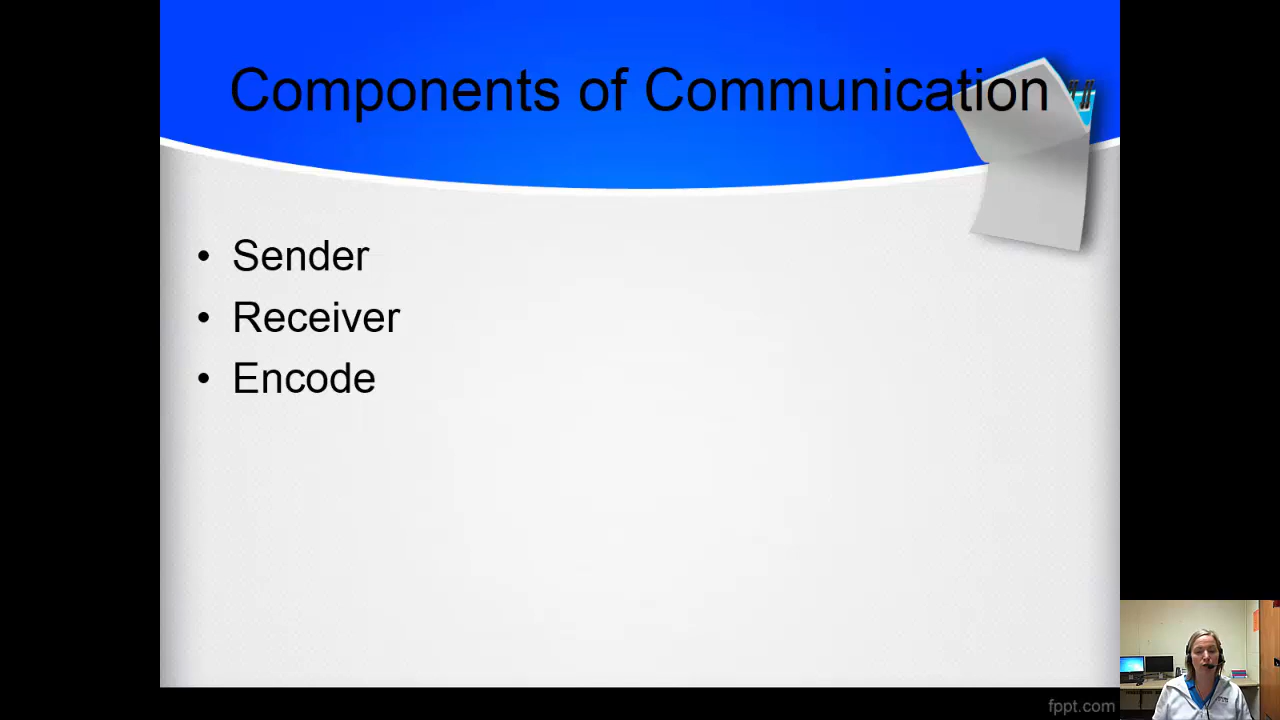 Components of Communication
• Sender
• Receiver
• Encode
fppt.com